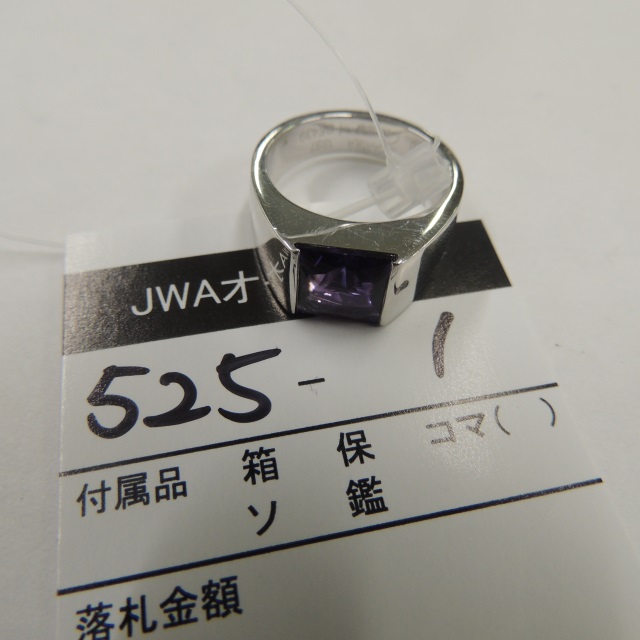 JWAオ
525-1
付属品 箱 保 コマ( )
ソ 鑑
落札金額